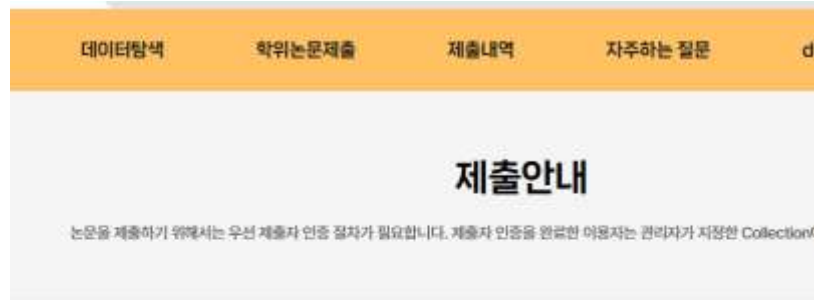 데이터탐색 학위논문제출 제출내역 자주하는 질문 d
제출안내
논문을 제출하기 위해서는 우선 제출자 인증 절차가 필요합니다. 제출자 인증을 완료한 이용자는 관리자가 지정한 Collection